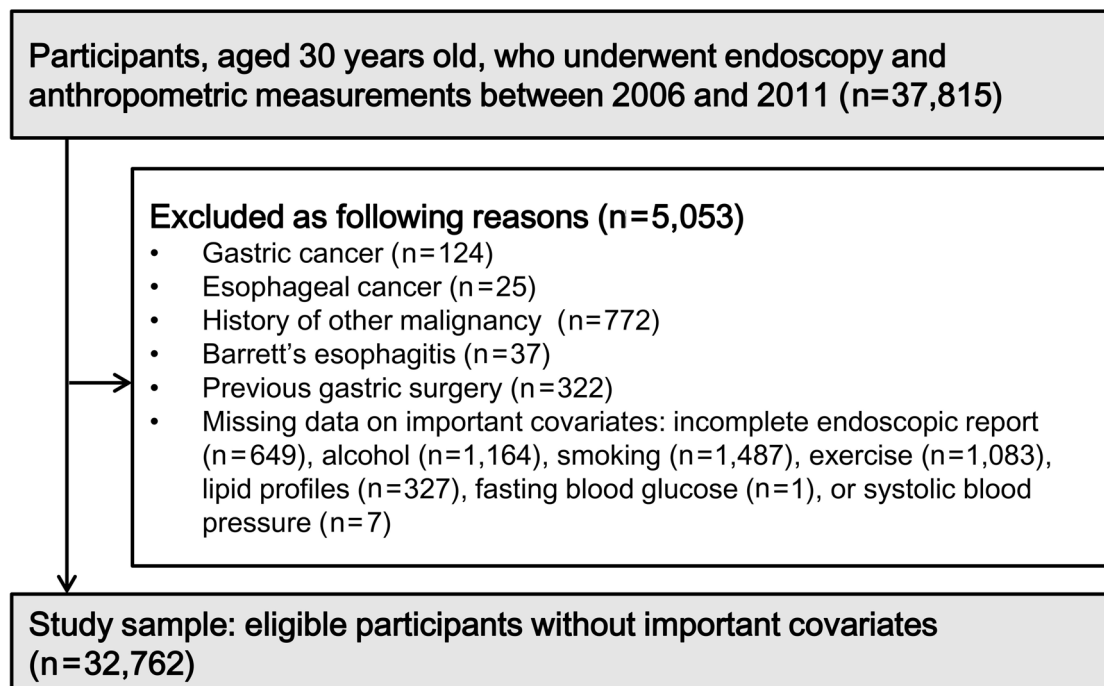 Participants, aged 30 years old, who underwent endoscopy and
anthropometric measurements between 2006 and 2011 (n=37,815)
Excluded as following reasons (n=5,053)
• Gastric cancer (n=124)
• Esophageal cancer (n=25)
• History of other malignancy (n=772)
• Barrett’s esophagitis (n=37)
• Previous gastric surgery (n=322)
• Missing data on important covariates: incomplete endoscopic report
(n=649), alcohol (n=1,164), smoking (n=1,487), exercise (n=1,083),
lipid profiles (n=327), fasting blood glucose (n=1), or systolic blood
pressure (n=7)
Study sample: eligible participants without important covariates
(n=32,762)